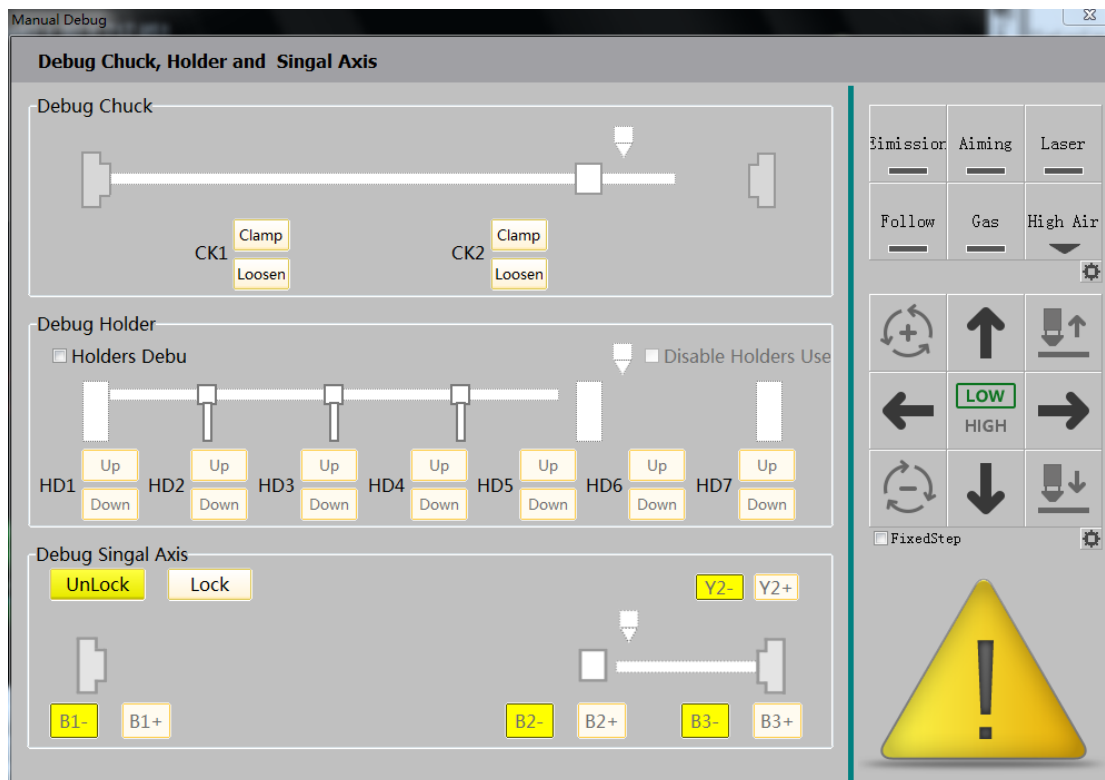 Manual Debug
Debug Chuck, Holder and Singal Axis
Debug Chuck
CK1
Clamp
Loosen
CK2
Clamp
Loosen
Debug Holder
Holders Debu
Disable Holders Use
HD1
Up
Down
HD2
Up
Down
HD3
Up
Down
HD4
Up
Down
HD5
Up
Down
HD6
Up
Down
HD7
Up
Down
Debug Singal Axis
UnLock
Lock
Y2-
Y2+
B1-
B1+
B2-
B2+
B3-
B3+
Eimission
Aiming
Laser
Follow
Gas
High Air
LOW
HIGH
FixedStep